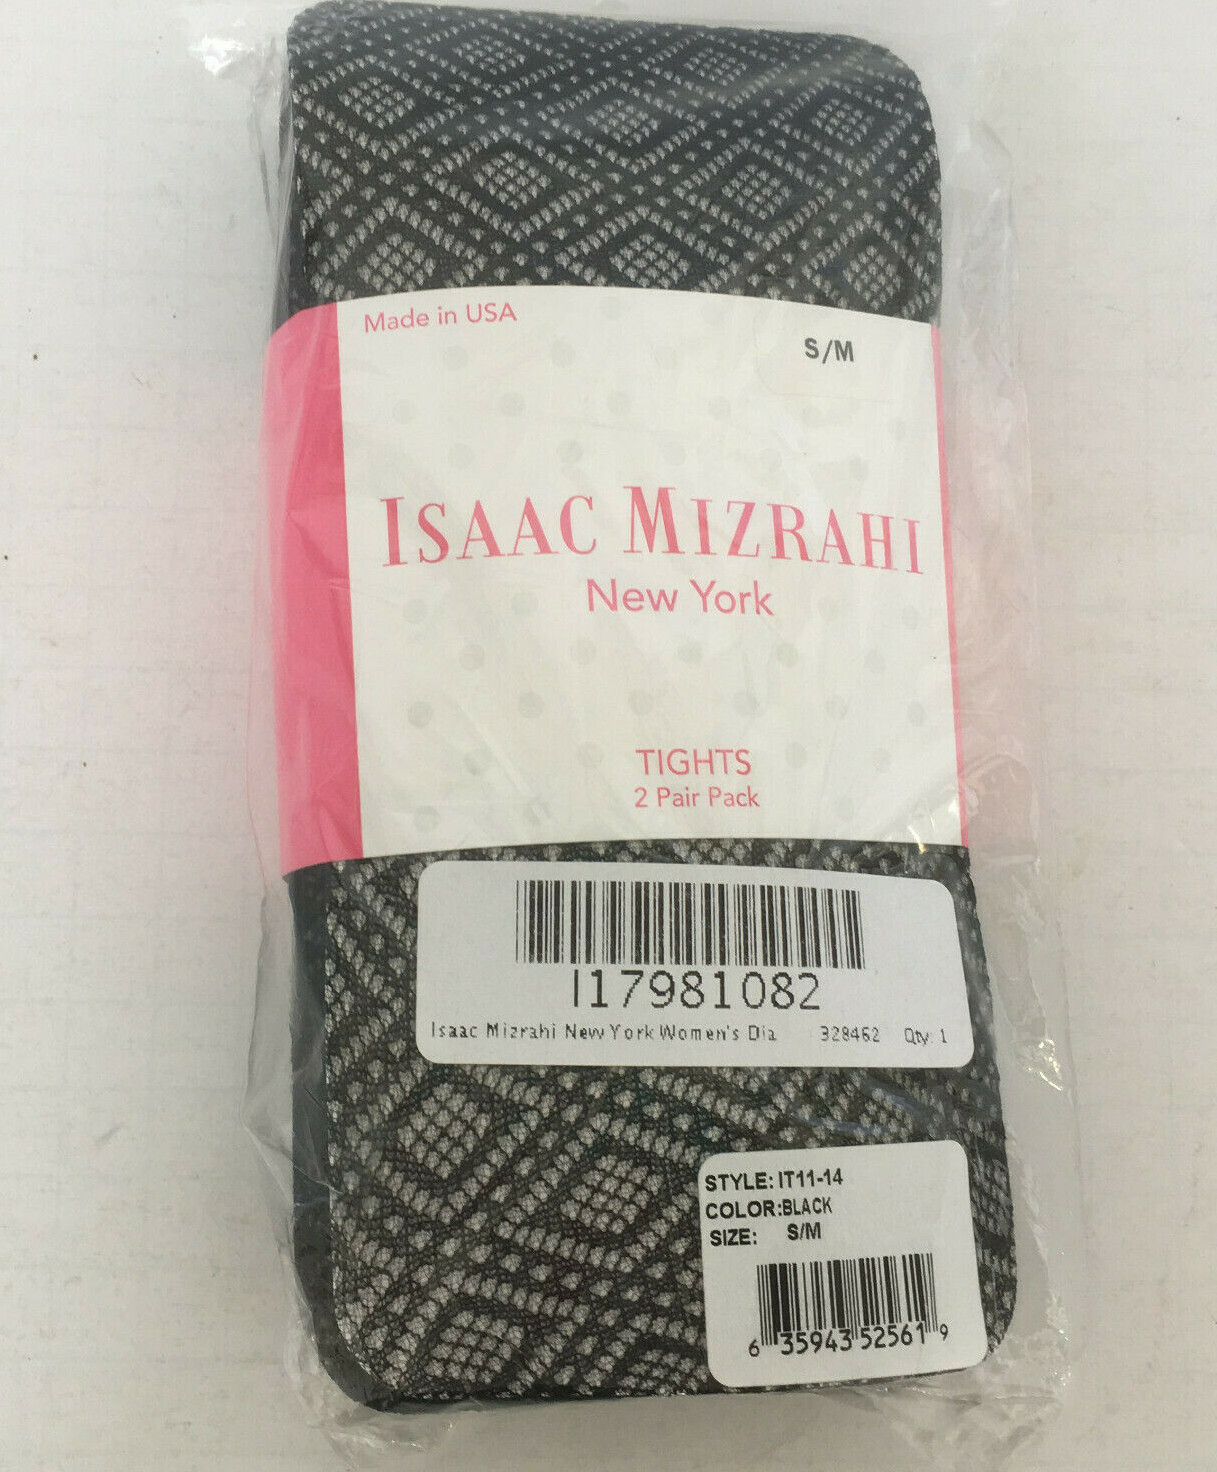 Made in USA
S/M
ISAAC MIZRAHI
New York
TIGHTS
2 Pair Pack
I17981082
Isaac Mizrahi New York Women's Dia 328462 Qty: 1
STYLE: IT11-14
COLOR:BLACK
SIZE: S/M
6 35943 52561 9